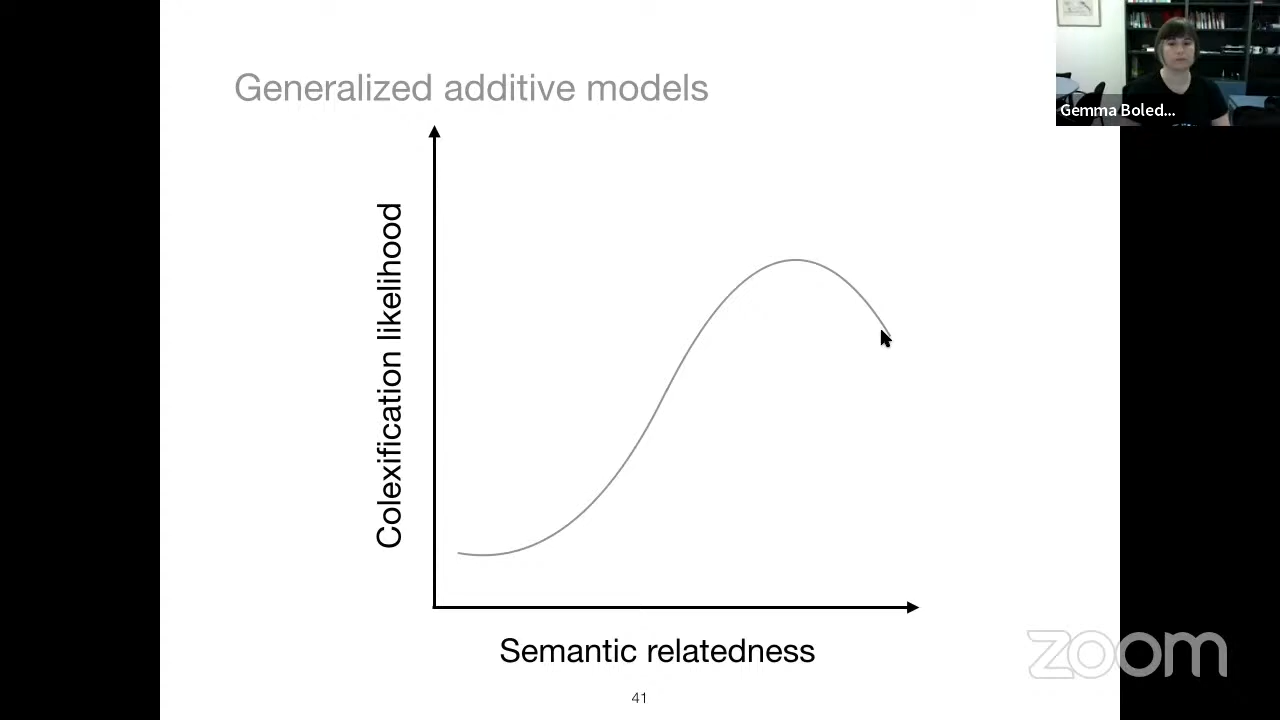 Generalized additive models
Gemma Boled...
Colexification likelihood
Semantic relatedness
zoom
41